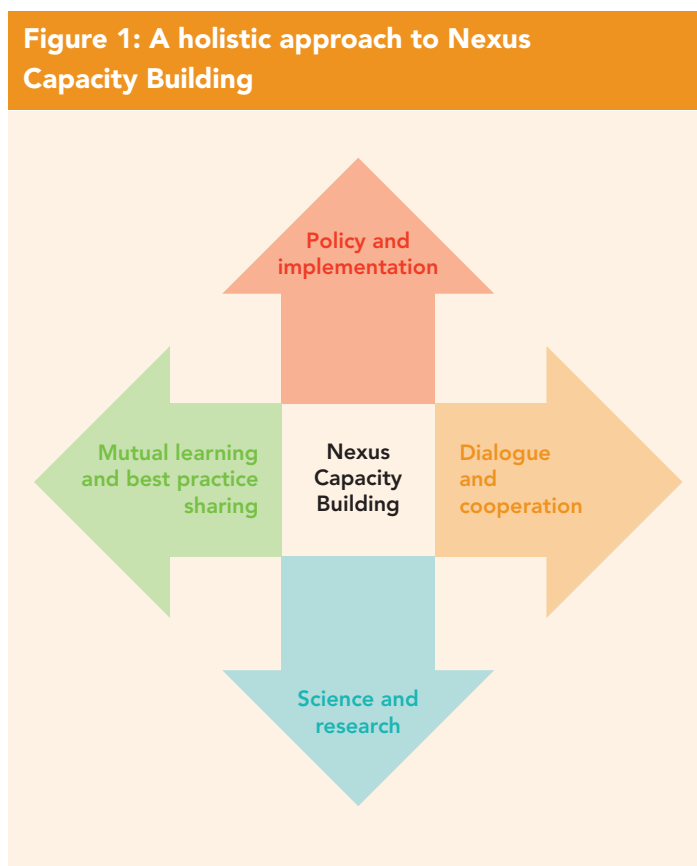 Figure 1: A holistic approach to Nexus
Capacity Building
Policy and
implementation
Mutual learning
and best practice
sharing
Nexus
Capacity
Building
Dialogue
and
cooperation
Science and
research